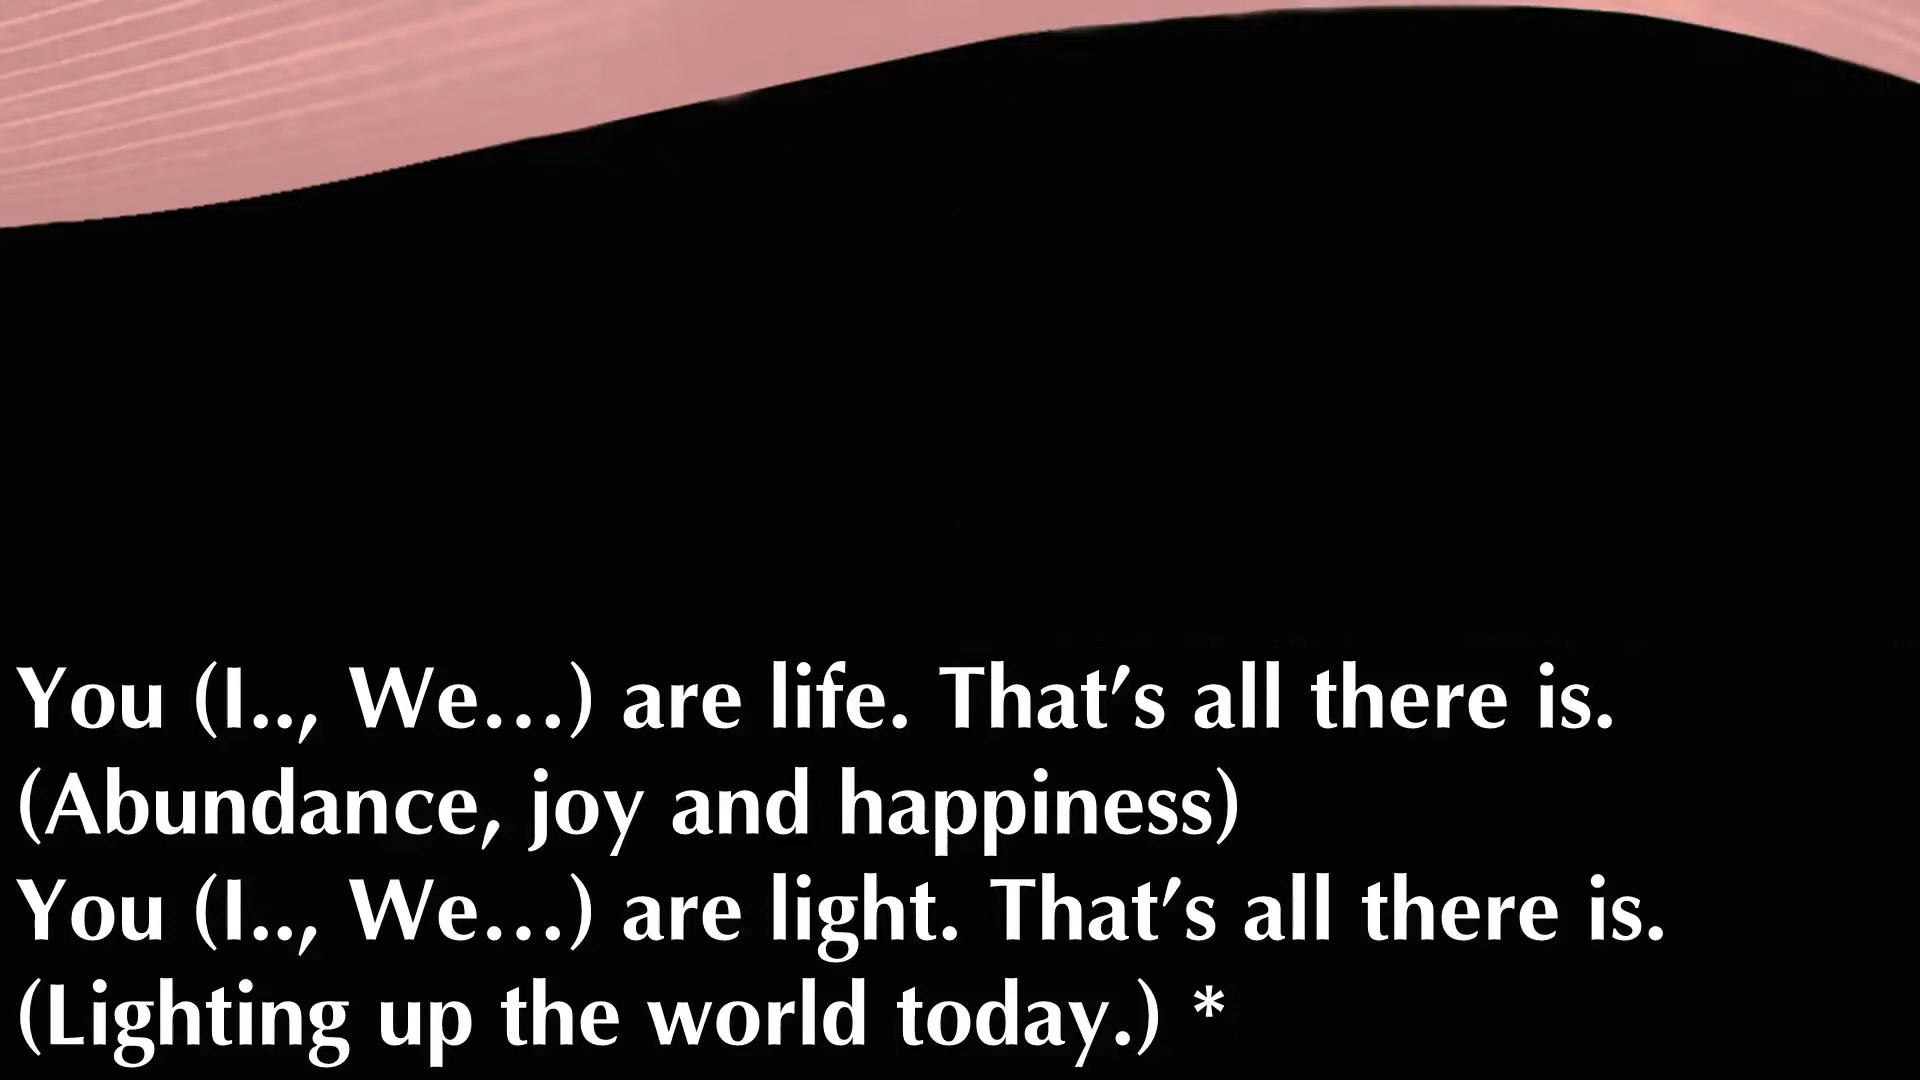 You (I.., We…) are life. That’s all there is.
(Abundance, joy and happiness)
You (I.., We…) are light. That’s all there is.
(Lighting up the world today.) *